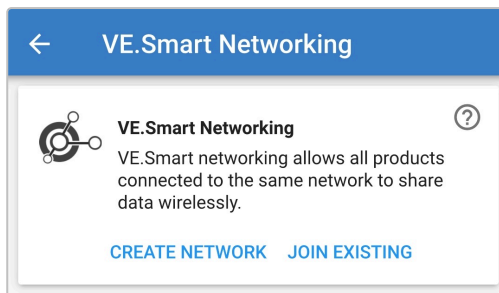 VE.Smart Networking
VE.Smart Networking
VE.Smart networking allows all products
connected to the same network to share
data wirelessly.
CREATE NETWORK JOIN EXISTING